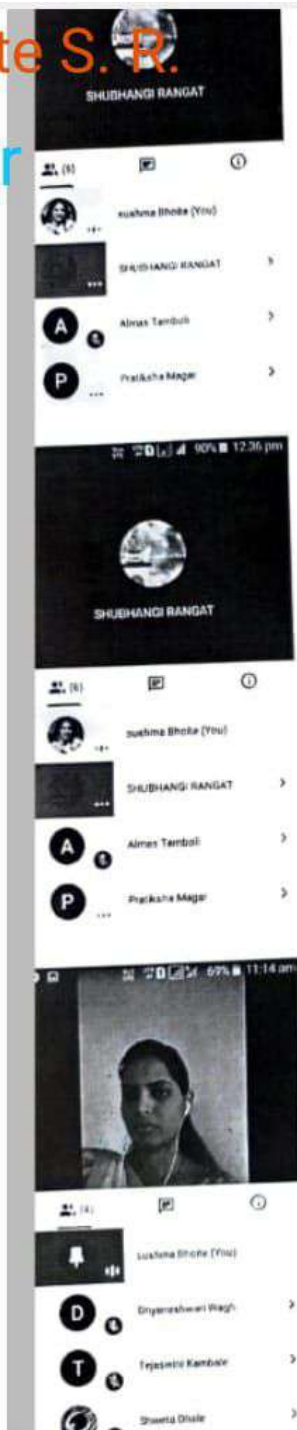 te S. R.
r
SHUBHANGI RANGAT
(6)
sushma Bhoite (You)
SHUBHANGI RANGAT
Almas Tamboli
Pratiksha Magar
90% 12:36 pm
SHUBHANGI RANGAT
(6)
sushma Bhoite (You)
SHUBHANGI RANGAT
Almas Tamboli
Pratiksha Magar
69% 11:14 am
(4)
sushma Bhoite (You)
D
Dnyaneshwari Wagh
T
Tejaswini Kambale
Shweta Dhole